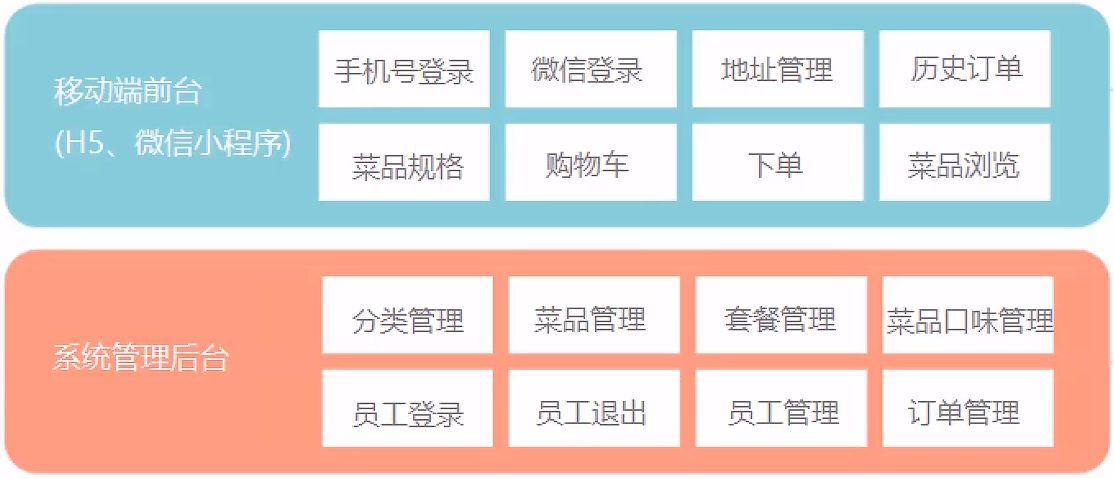 移动端前台
(H5、微信小程序)
手机号登录
微信登录
地址管理
历史订单
菜品规格
购物车
下单
菜品浏览
系统管理后台
分类管理
菜品管理
套餐管理
菜品口味管理
员工登录
员工退出
员工管理
订单管理